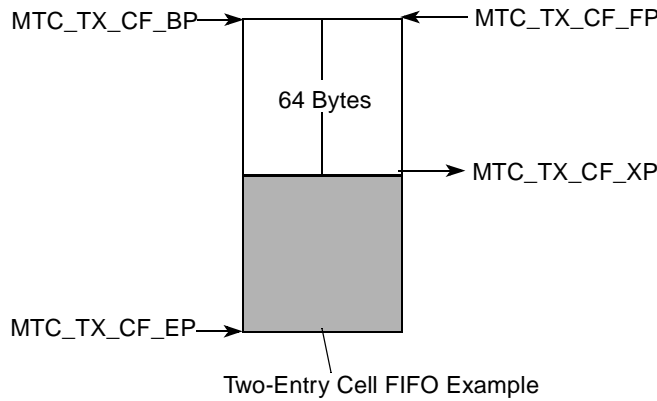 MTC_TX_CF_BP
MTC_TX_CF_FP
64 Bytes
MTC_TX_CF_XP
MTC_TX_CF_EP
Two-Entry Cell FIFO Example